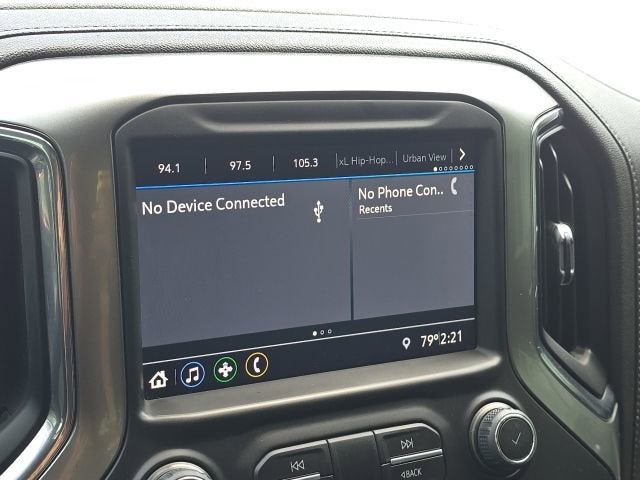 94.1 97.5 105.3 xL Hip-Hop... Urban View
No Device Connected
No Phone Con..
Recents
79° 2:21
BACK